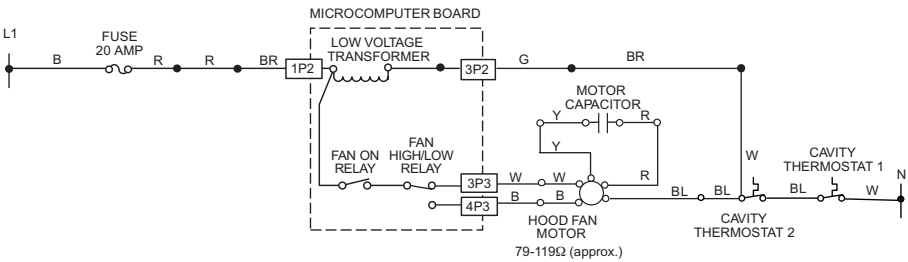 MICROCOMPUTER BOARD
L1
FUSE
20 AMP
B
R
R
BR
1P2
LOW VOLTAGE
TRANSFORMER
3P2
G
BR
MOTOR
CAPACITOR
Y
R
Y
R
FAN ON
RELAY
FAN
HIGH/LOW
RELAY
3P3
W
W
4P3
B
B
HOOD FAN
MOTOR
79-119Ω (approx.)
BL
BL
W
CAVITY
THERMOSTAT 2
BL
CAVITY
THERMOSTAT 1
W
N